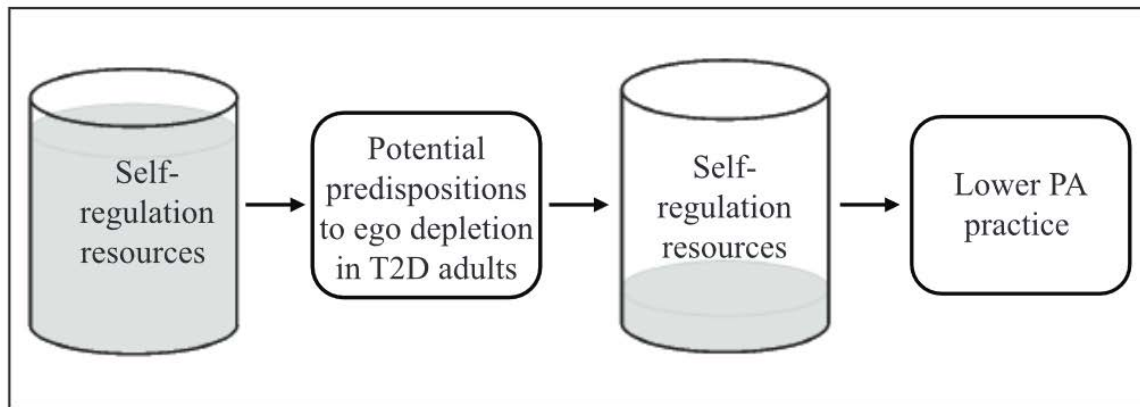 Self-
regulation
resources
Potential
predispositions
to ego depletion
in T2D adults
Self-
regulation
resources
Lower PA
practice